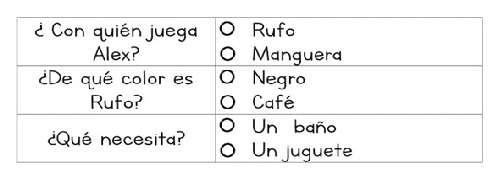 ¿ Con quién juega
Alex?
Rufo
Manguera
¿De qué color es
Rufo?
Negro
Café
¿Qué necesita?
Un baño
Un juguete